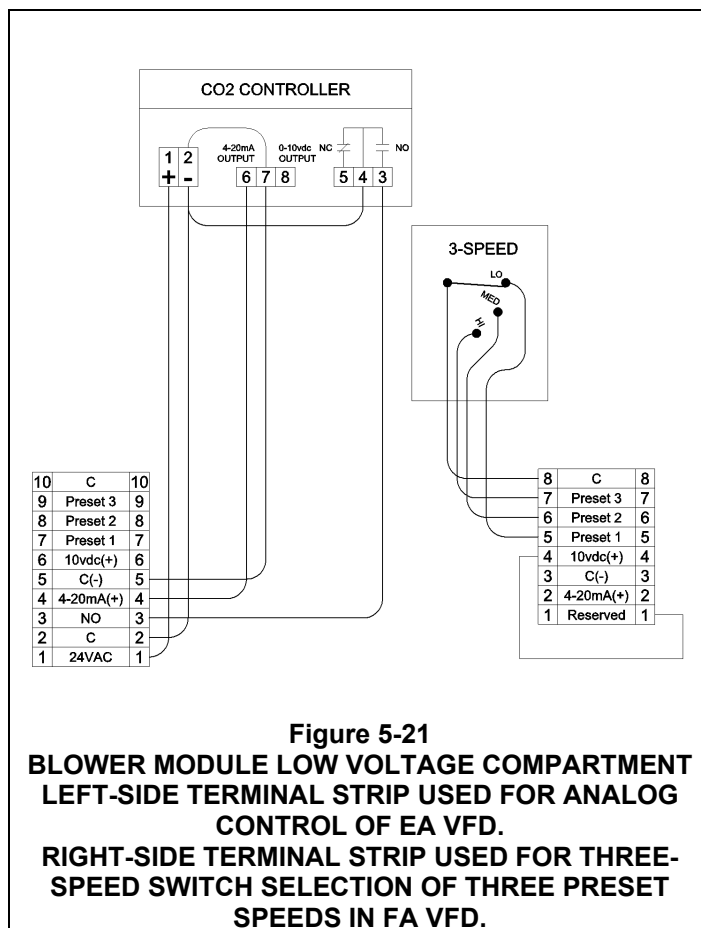 CO2 CONTROLLER
1 2
+ -
4-20mA
OUTPUT
0-10vdc
OUTPUT
NC
NO
6 7 8
5 4 3
3-SPEED
LO
MED
HI
10 C 10
9 Preset 3 9
8 Preset 2 8
7 Preset 1 7
6 10vdc(+) 6
5 C(-) 5
4 4-20mA(+) 4
3 NO 3
2 C 2
1 24VAC 1
8 C 8
7 Preset 3 7
6 Preset 2 6
5 Preset 1 5
4 10vdc(+) 4
3 C(-) 3
2 4-20mA(+) 2
1 Reserved 1
Figure 5-21
BLOWER MODULE LOW VOLTAGE COMPARTMENT
LEFT-SIDE TERMINAL STRIP USED FOR ANALOG
CONTROL OF EA VFD.
RIGHT-SIDE TERMINAL STRIP USED FOR THREE-
SPEED SWITCH SELECTION OF THREE PRESET
SPEEDS IN FA VFD.